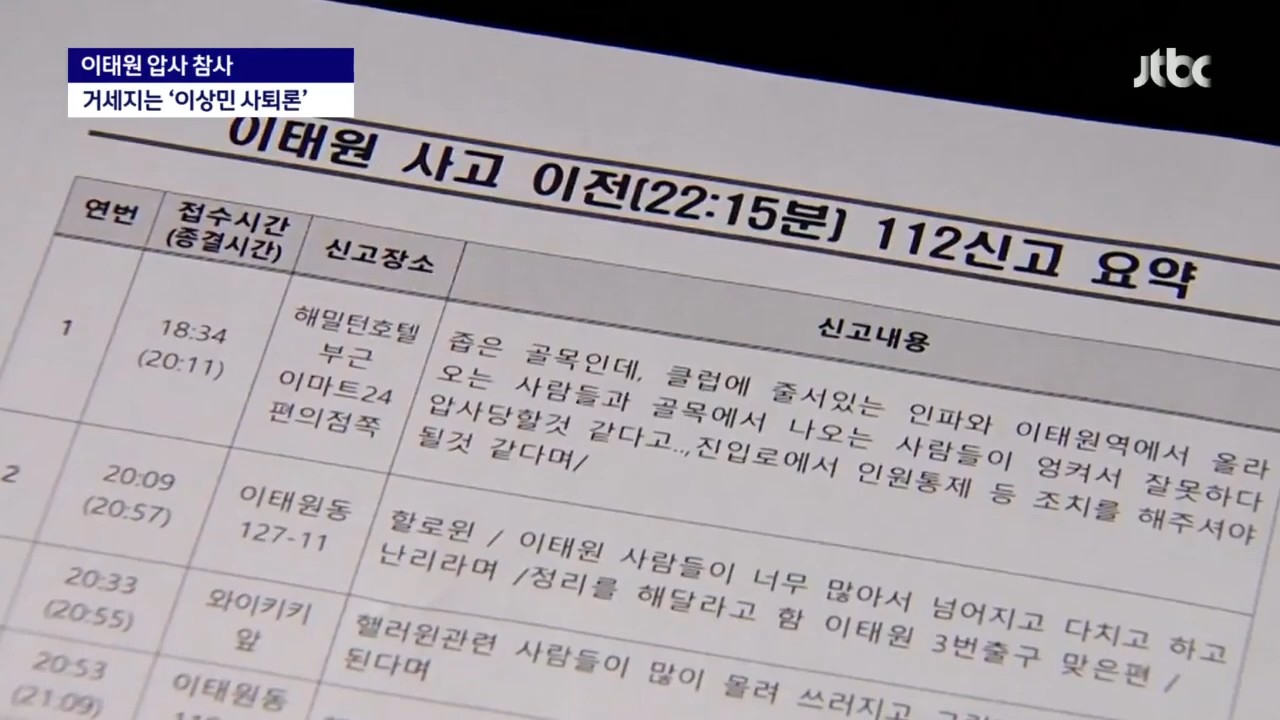 이태원 압사 참사
거세지는 ‘이상민 사퇴론’
jtbc
이태원 사고 이전(22:15분) 112신고 요약
연번
접수시간
(종결시간)
신고장소
신고내용
1
18:34
(20:11)
해밀턴호텔
부근
이마트24
편의점쪽
좁은 골목인데, 클럽에 줄서있는 인파와 이태원역에서 올라
오는 사람들과 골목에서 나오는 사람들이 엉켜서 잘못하다
압사당할것 같다고..,진입로에서 인원통제 등 조치를 해주셔야
될것 같다며/
2
20:09
(20:57)
이태원동
127-11
할로윈 / 이태원 사람들이 너무 많아서 넘어지고 다치고 하고
난리라며 /정리를 해달라고 함 이태원 3번출구 맞은편 /
20:33
(20:55)
와이키키
앞
핼러윈관련 사람들이 많이 몰려 쓰러지고
된다며
20:53
(21:09)
이태원동